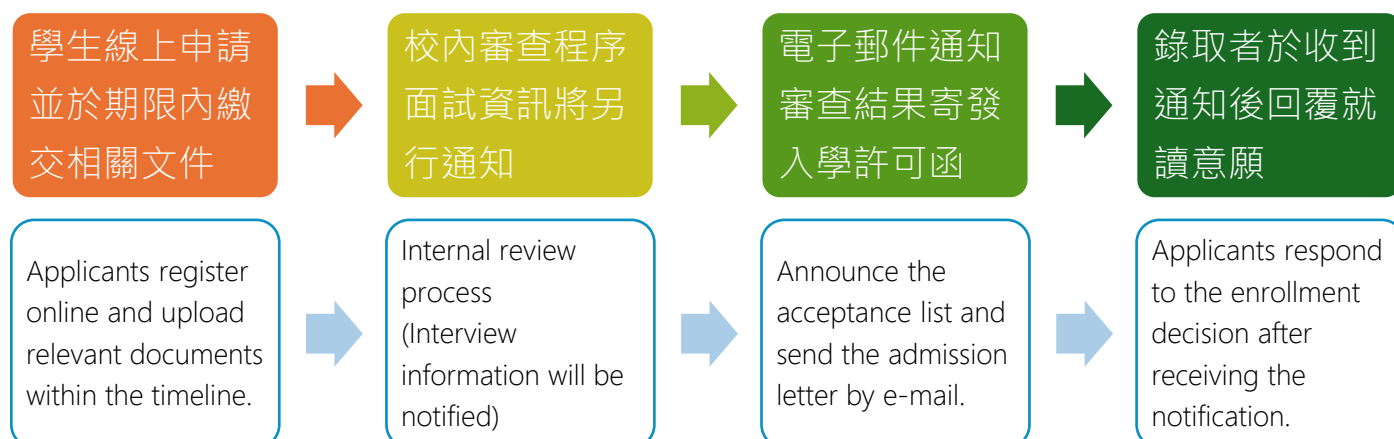 學生線上申請
並於期限內繳
交相關文件
校內審查程序
面試資訊將另
行通知
電子郵件通知
審查結果寄發
入學許可函
錄取者於收到
通知後回覆就
讀意願
Applicants register
online and upload
relevant documents
within the timeline.
Internal review
process
(Interview
information will be
notified)
Announce the
acceptance list and
send the admission
letter by e-mail.
Applicants respond
to the enrollment
decision after
receiving the
notification.